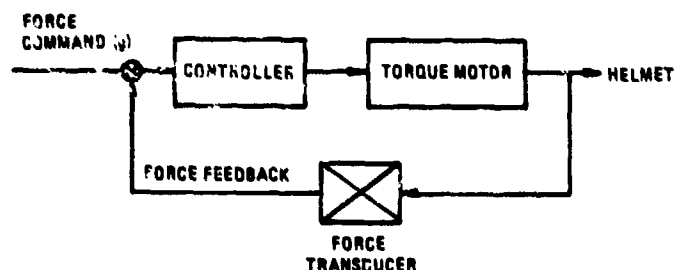 FORCE
COMMAND (g)
CONTROLLER
TORQUE MOTOR
HELMET
FORCE FEEDBACK
FORCE
TRANSDUCER